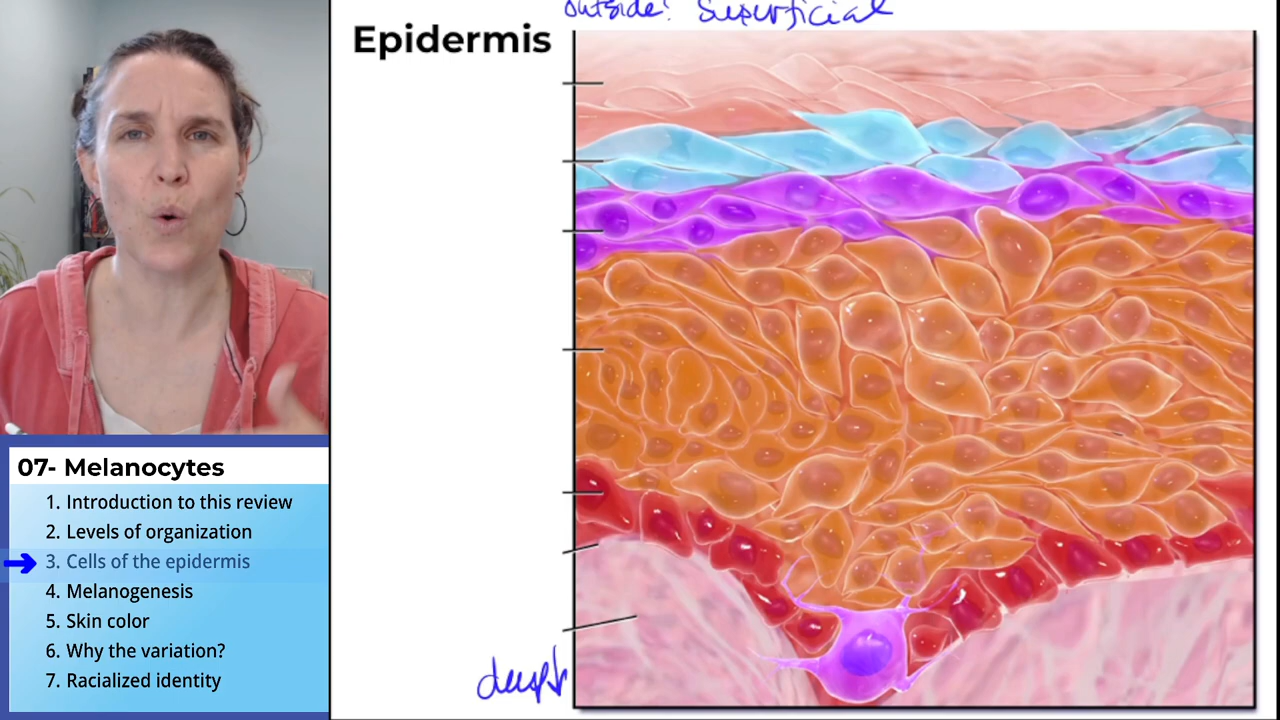 outside! Superficial
Epidermis
deep
07- Melanocytes
1. Introduction to this review
2. Levels of organization
3. Cells of the epidermis
4. Melanogenesis
5. Skin color
6. Why the variation?
7. Racialized identity